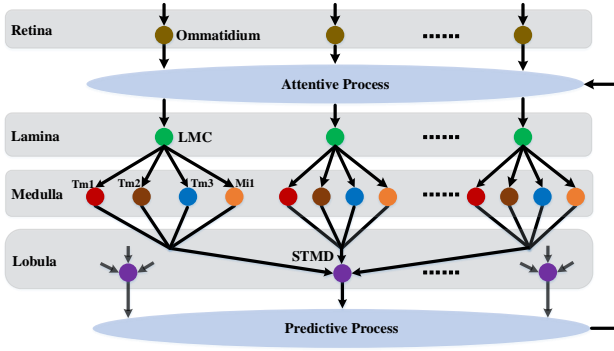 Retina
Ommatidium
Attentive Process
Lamina
LMC
Tm1
Tm2
Tm3
Mi1
Medulla
STMD
Lobula
Predictive Process